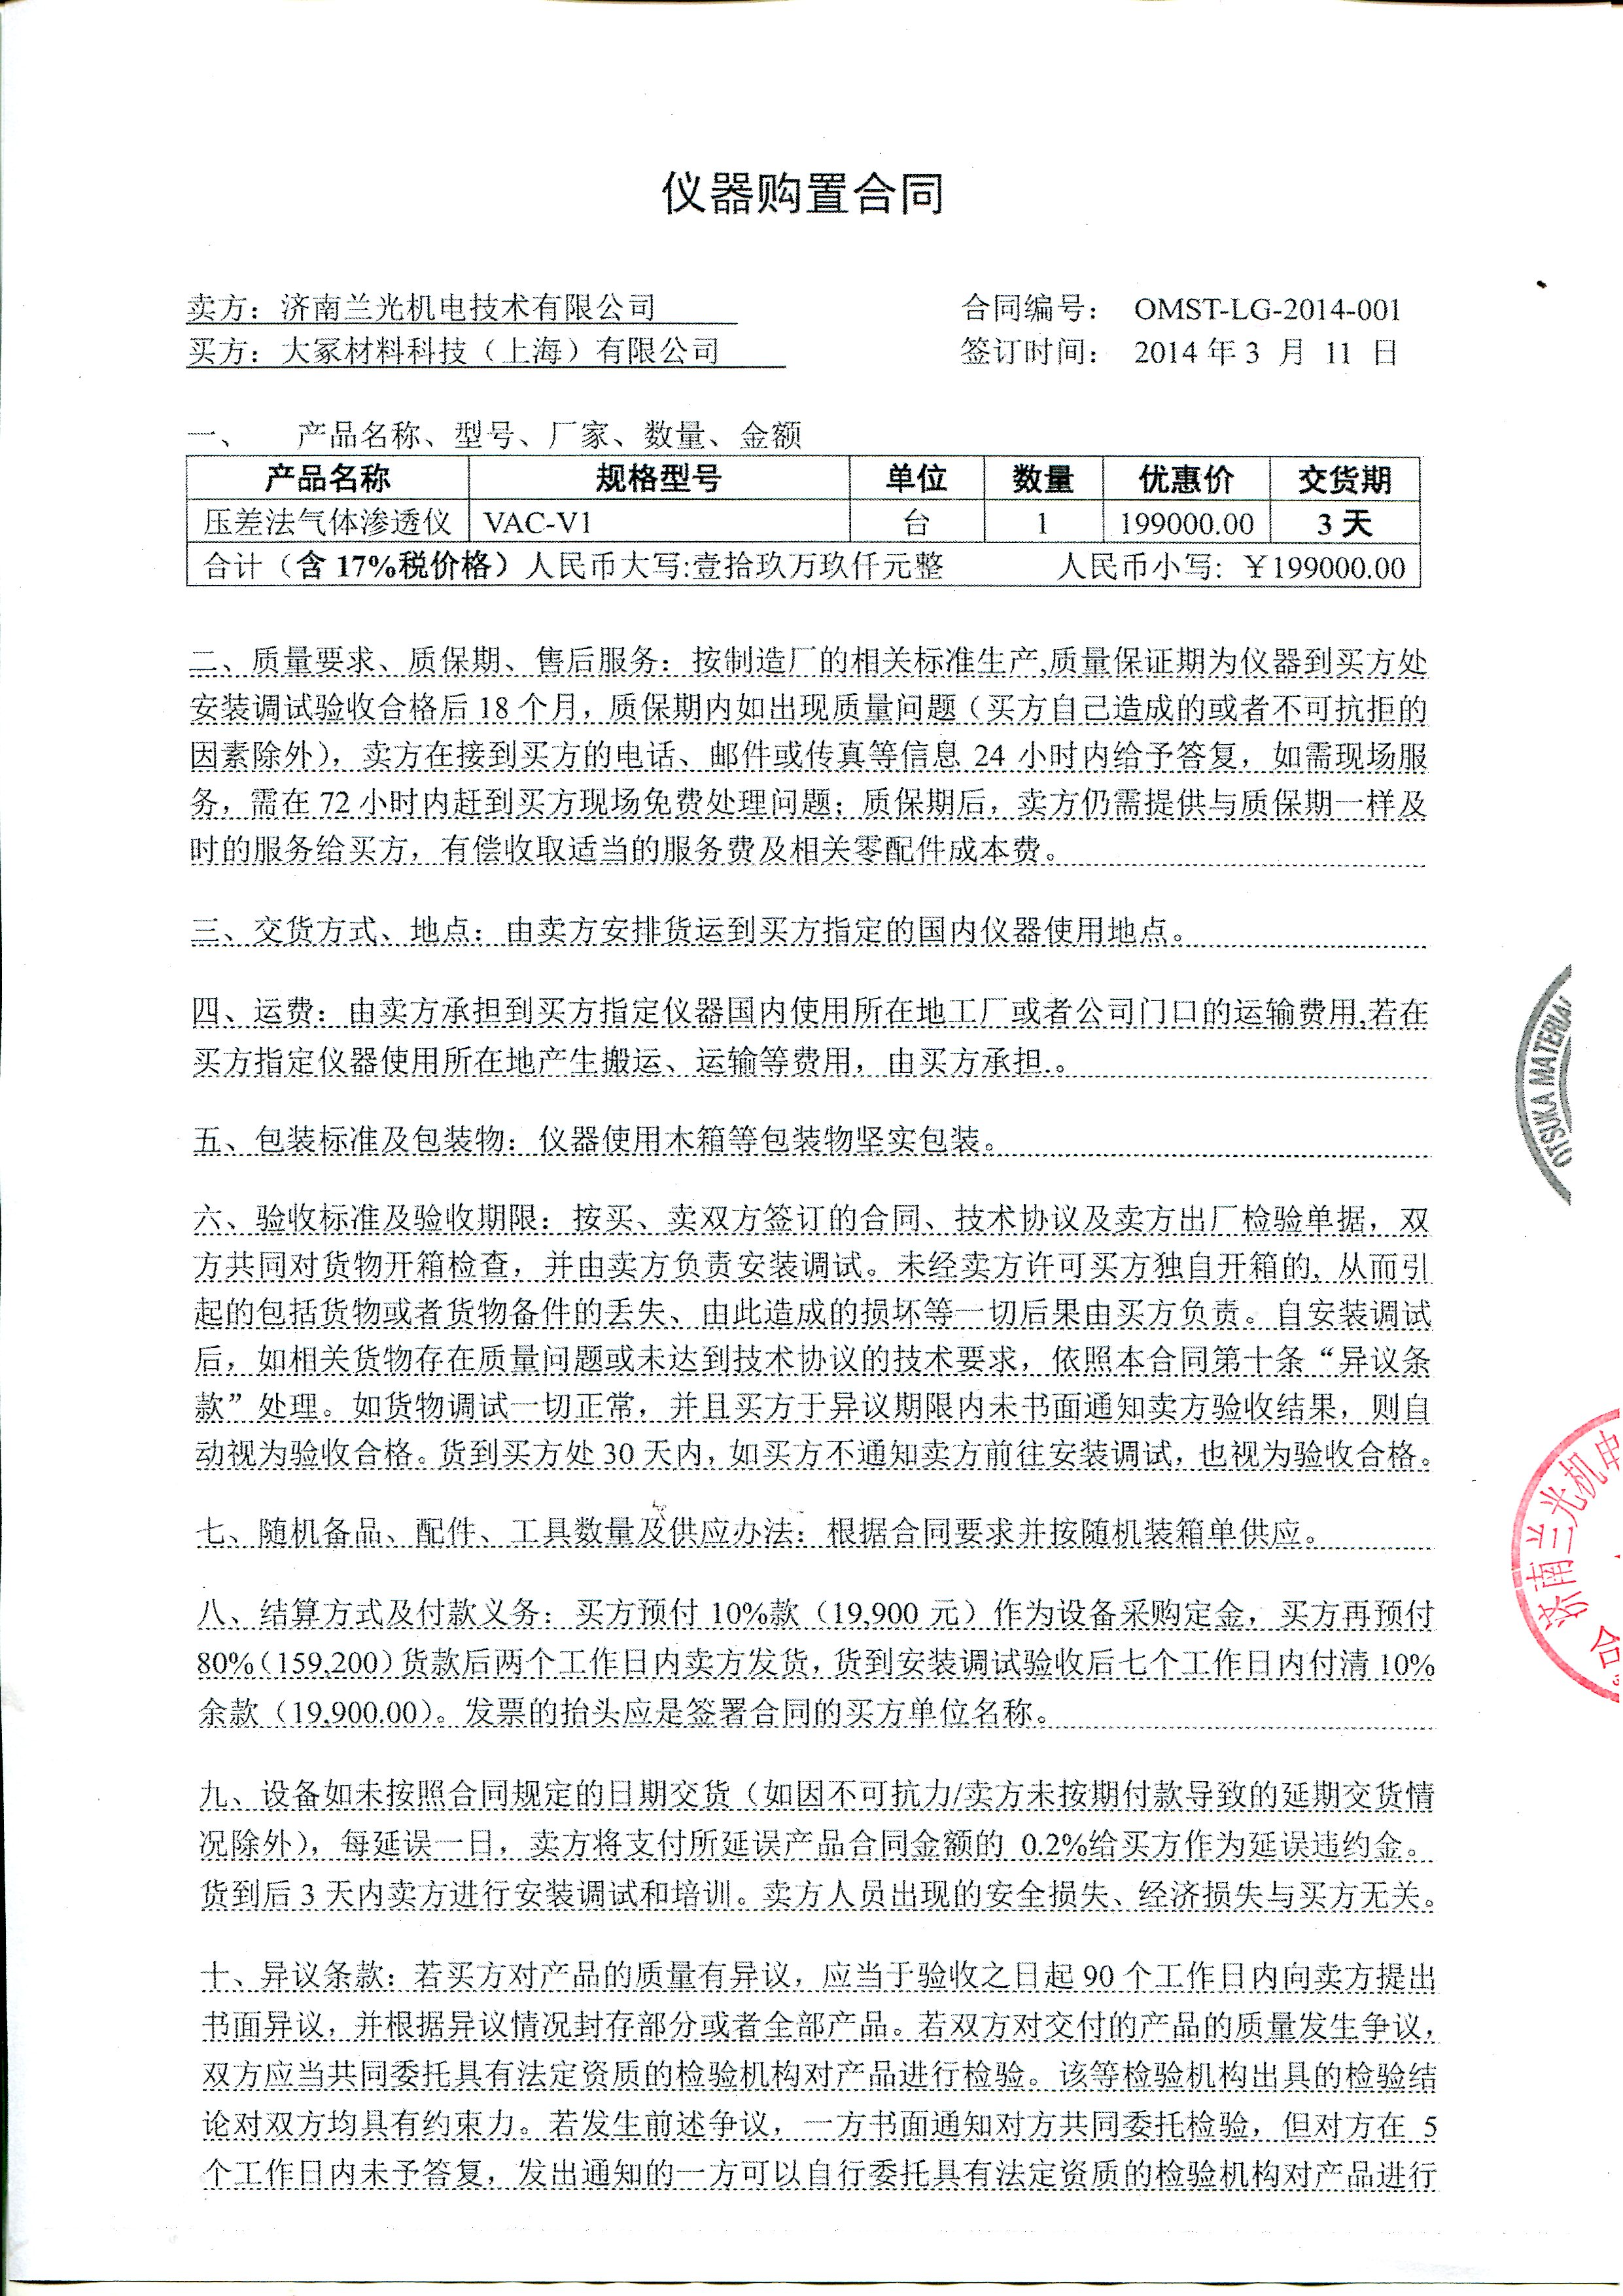 仪器购置合同
卖方：济南兰光机电技术有限公司 合同编号： OMST-LG-2014-001
买方：大冢材料科技（上海）有限公司 签订时间： 2014 年 3 月 11 日
一、 产品名称、型号、厂家、数量、金额
产品名称 规格型号 单位 数量 优惠价 交货期
压差法气体渗透仪 VAC-V1 台 1 199000.00 3 天
合计（含 17%税价格）人民币大写:壹拾玖万玖仟元整 人民币小写: ￥199000.00
二、质量要求、质保期、售后服务：按制造厂的相关标准生产,质量保证期为仪器到买方处
安装调试验收合格后 18 个月，质保期内如出现质量问题（买方自己造成的或者不可抗拒的
因素除外），卖方在接到买方的电话、邮件或传真等信息 24 小时内给予答复，如需现场服
务，需在 72 小时内赶到买方现场免费处理问题；质保期后，卖方仍需提供与质保期一样及
时的服务给买方，有偿收取适当的服务费及相关零配件成本费。
三、交货方式、地点：由卖方安排货运到买方指定的国内仪器使用地点。
四、运费：由卖方承担到买方指定仪器国内使用所在地工厂或者公司门口的运输费用,若在
买方指定仪器使用所在地产生搬运、运输等费用，由买方承担.。
五、包装标准及包装物：仪器使用木箱等包装物坚实包装。
六、验收标准及验收期限：按买、卖双方签订的合同、技术协议及卖方出厂检验单据，双
方共同对货物开箱检查，并由卖方负责安装调试。未经卖方许可买方独自开箱的，从而引
起的包括货物或者货物备件的丢失、由此造成的损坏等一切后果由买方负责。自安装调试
后，如相关货物存在质量问题或未达到技术协议的技术要求，依照本合同第十条“异议条
款”处理。如货物调试一切正常，并且买方于异议期限内未书面通知卖方验收结果，则自
动视为验收合格。货到买方处 30 天内，如买方不通知卖方前往安装调试，也视为验收合格。
七、随机备品、配件、工具数量及供应办法：根据合同要求并按随机装箱单供应。
八、结算方式及付款义务：买方预付 10%款（19,900 元）作为设备采购定金，买方再预付
80%（159,200）货款后两个工作日内卖方发货，货到安装调试验收后七个工作日内付清 10%
余款（19,900.00）。发票的抬头应是签署合同的买方单位名称。
九、设备如未按照合同规定的日期交货（如因不可抗力/卖方未按期付款导致的延期交货情
况除外），每延误一日，卖方将支付所延误产品合同金额的 0.2%给买方作为延误违约金。
货到后 3 天内卖方进行安装调试和培训。卖方人员出现的安全损失、经济损失与买方无关。
十、异议条款：若买方对产品的质量有异议，应当于验收之日起 90 个工作日内向卖方提出
书面异议，并根据异议情况封存部分或者全部产品。若双方对交付的产品的质量发生争议，
双方应当共同委托具有法定资质的检验机构对产品进行检验。该等检验机构出具的检验结
论对双方均具有约束力。若发生前述争议，一方书面通知对方共同委托检验，但对方在 5
个工作日内未予答复，发出通知的一方可以自行委托具有法定资质的检验机构对产品进行
OTSUKA MATERIAL
济南兰光机电
合